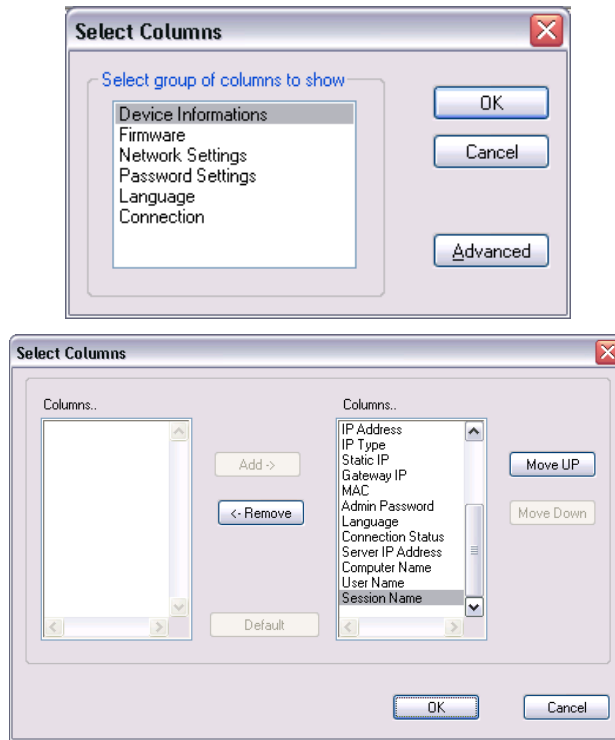 Select Columns
Select group of columns to show
Device Informations
Firmware
Network Settings
Password Settings
Language
Connection
OK
Cancel
Advanced
Select Columns
Columns..
Add ->
<- Remove
Default
Columns..
IP Address
IP Type
Static IP
Gateway IP
MAC
Admin Password
Language
Connection Status
Server IP Address
Computer Name
User Name
Session Name
Move UP
Move Down
OK
Cancel